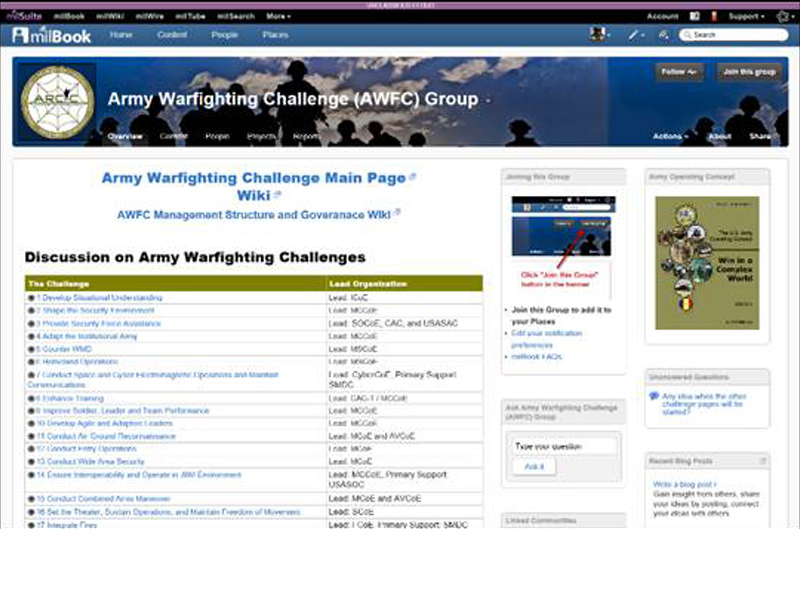 UNCLASSIFIED//FOUO
milSuite milBook milWiki milWire milTube milSearch More
Account Support
milBook Home Content People Places
Search
ARCIC
Army Warfighting Challenge (AWFC) Group
Follow Join this group
Overview Content People Projects Reports
Actions About Share
Army Warfighting Challenge Main Page
Wiki
AWFC Management Structure and Goveranace Wiki
Discussion on Army Warfighting Challenges
The Challenge Lead Organization
1 Develop Situational Understanding Lead: ICoE
2 Shape the Security Environment Lead: MCCoE
3 Provide Security Force Assistance Lead: SOCoE, CAC, and USASAC
4 Adapt the Institutional Army Lead: MCCoE
5 Counter WMD Lead: MSCoE
6 Homeland Operations Lead: MSCoE
7 Conduct Space and Cyber Electromagnetic Operations and Maintain
Communications
Lead: CyberCoE, Primary Support:
SMDC
8 Enhance Training Lead: CAC-T / MCCoE
9 Improve Soldier, Leader and Team Performance Lead: MCCoE
10 Develop Agile and Adaptive Leaders Lead: MCCoE
11 Conduct Air Ground Reconnaissance Lead: MCoE and AVCoE
12 Conduct Entry Operations Lead: MCCoE
13 Conduct Wide Area Security Lead: MCoE
14 Ensure Interoperability and Operate in JIIM Environment
Lead: MCCoE, Primary Support:
USASOC
15 Conduct Combined Arms Maneuver Lead: MCoE and AVCoE
16 Set the Theater, Sustain Operations, and Maintain Freedom of Movement Lead: SCoE
17 Integrate Fires Lead: FCoE, Primary Support: SMDC
Joining this Group
Click "Join this Group"
button in the banner
Join this Group to add it to
your Places
Edit your notification
preferences
milBook FAQs
Ask Army Warfighting Challenge
(AWFC) Group
Type your question
Ask it
Linked Communities
Army Operating Concept
The U.S. Army
Operating Concept
Win in a
Complex
World
Unanswered Questions
Any idea when the other
challenge pages will be
started?
Recent Blog Posts
Write a blog post
Gain insight from others, share
your ideas by posting, connect
your ideas with others